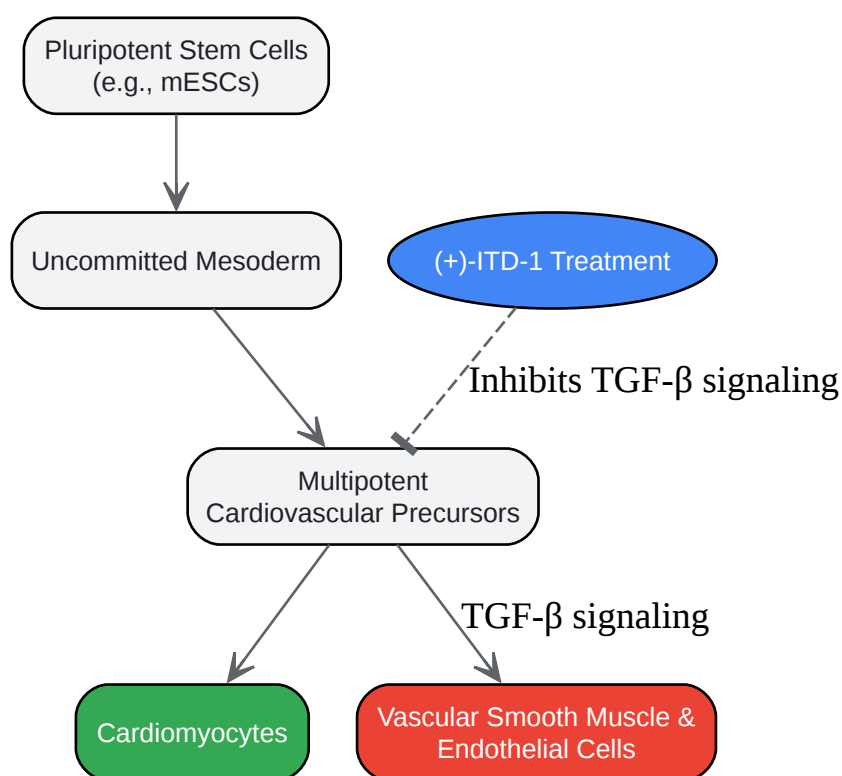 Pluripotent Stem Cells
(e.g., mESCs)
Uncommitted Mesoderm
(+)-ITD-1 Treatment
Inhibits TGF-β signaling
Multipotent
Cardiovascular Precursors
TGF-β signaling
Cardiomyocytes
Vascular Smooth Muscle &
Endothelial Cells